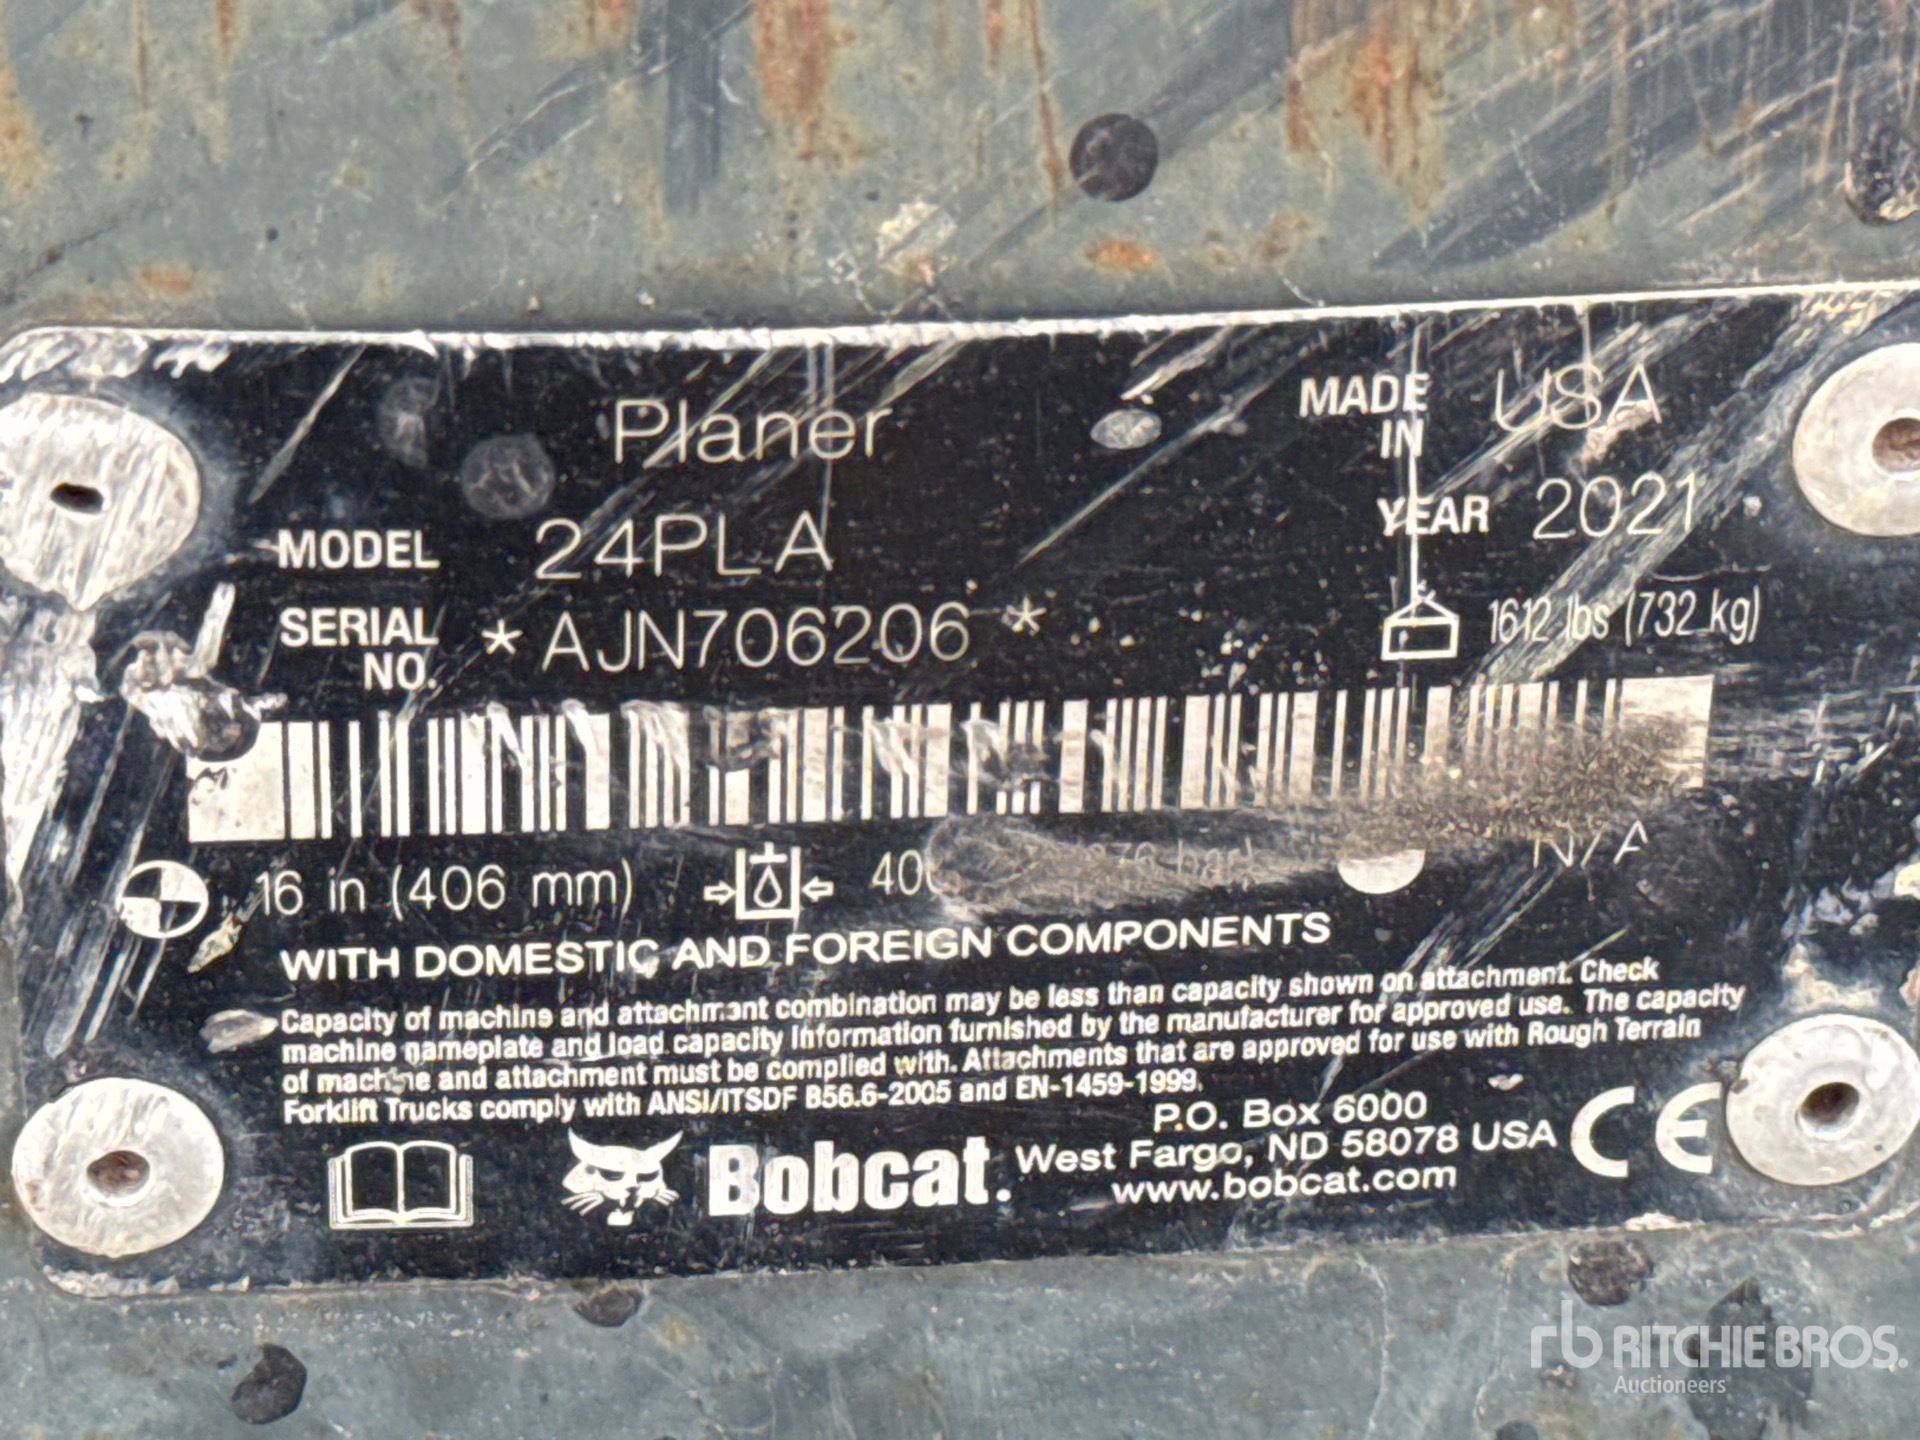 Planer
MADE IN USA
MODEL 24PLA
YEAR 2021
SERIAL NO. *AJN706206*
1612 lbs (732 kg)
16 in (406 mm)
N/A
WITH DOMESTIC AND FOREIGN COMPONENTS
Capacity of machine and attachment combination may be less than capacity shown on attachment. Check
machine nameplate and load capacity information furnished by the manufacturer for approved use. The capacity
of machine and attachment must be complied with. Attachments that are approved for use with Rough Terrain
Forklift Trucks comply with ANSI/ITSDF B56.6-2005 and EN-1459-1999.
P.O. Box 6000
Bobcat. West Fargo, ND 58078 USA
www.bobcat.com
CE
rb RITCHIE BROS.
Auctioneers